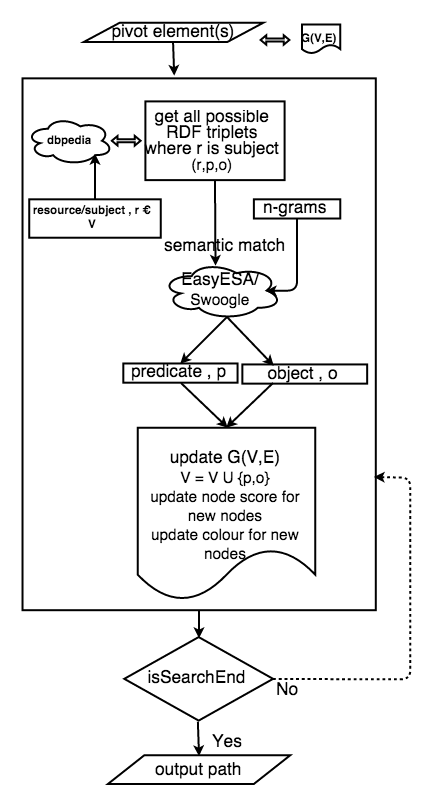 pivot element(s)
G(V,E)
get all possible
RDF triplets
where r is subject
(r,p,o)
dbpedia
resource/subject , r €
V
n-grams
semantic match
EasyESA/
Swoogle
predicate , p
object , o
update G(V,E)
V = V U {p,o}
update node score for
new nodes
update colour for new
nodes
isSearchEnd
No
Yes
output path